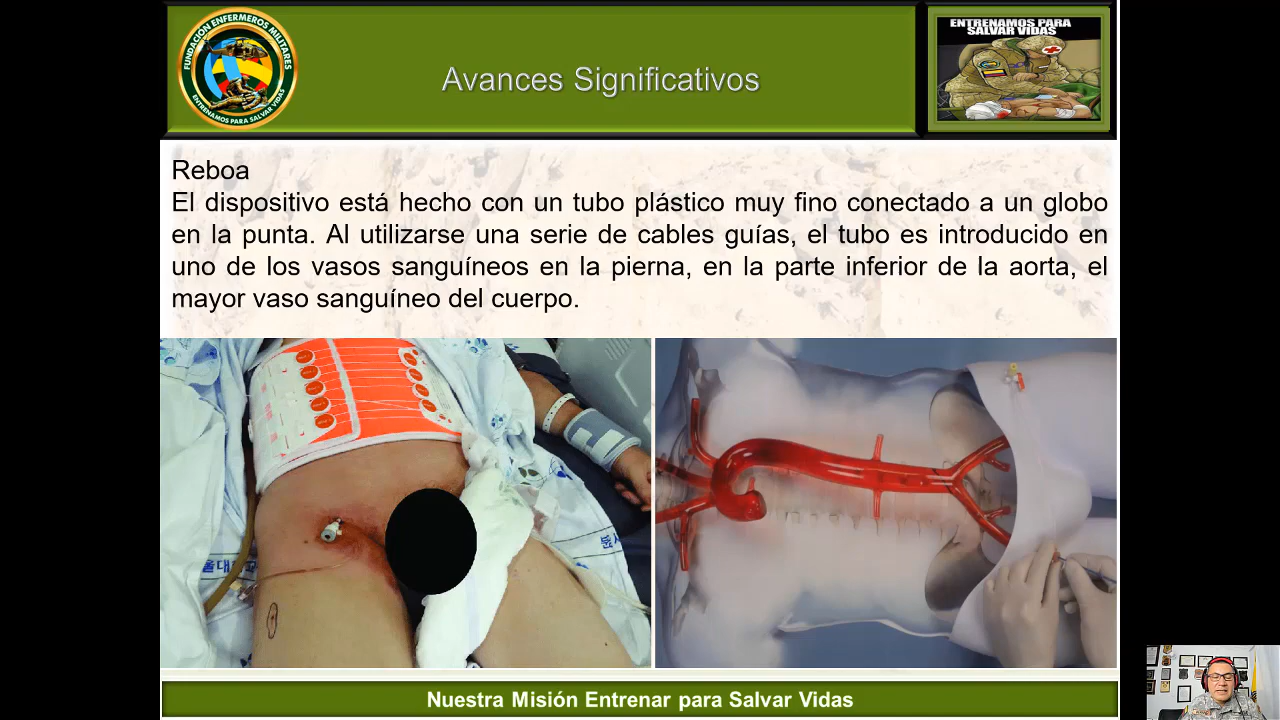 FUNDACIÓN ENFERMEROS MILITARES
ENTRENAMOS PARA SALVAR VIDAS
Avances Significativos
ENTRENAMOS PARA
SALVAR VIDAS
Reboa
El dispositivo está hecho con un tubo plástico muy fino conectado a un globo
en la punta. Al utilizarse una serie de cables guías, el tubo es introducido en
uno de los vasos sanguíneos en la pierna, en la parte inferior de la aorta, el
mayor vaso sanguíneo del cuerpo.
Nuestra Misión Entrenar para Salvar Vidas